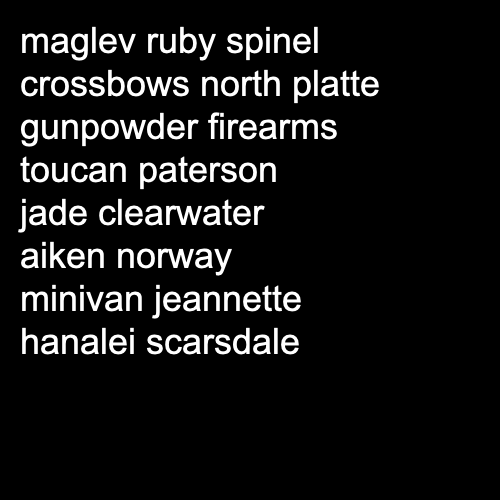 maglev ruby spinel
crossbows north platte
gunpowder firearms
toucan paterson
jade clearwater
aiken norway
minivan jeannette
hanalei scarsdale